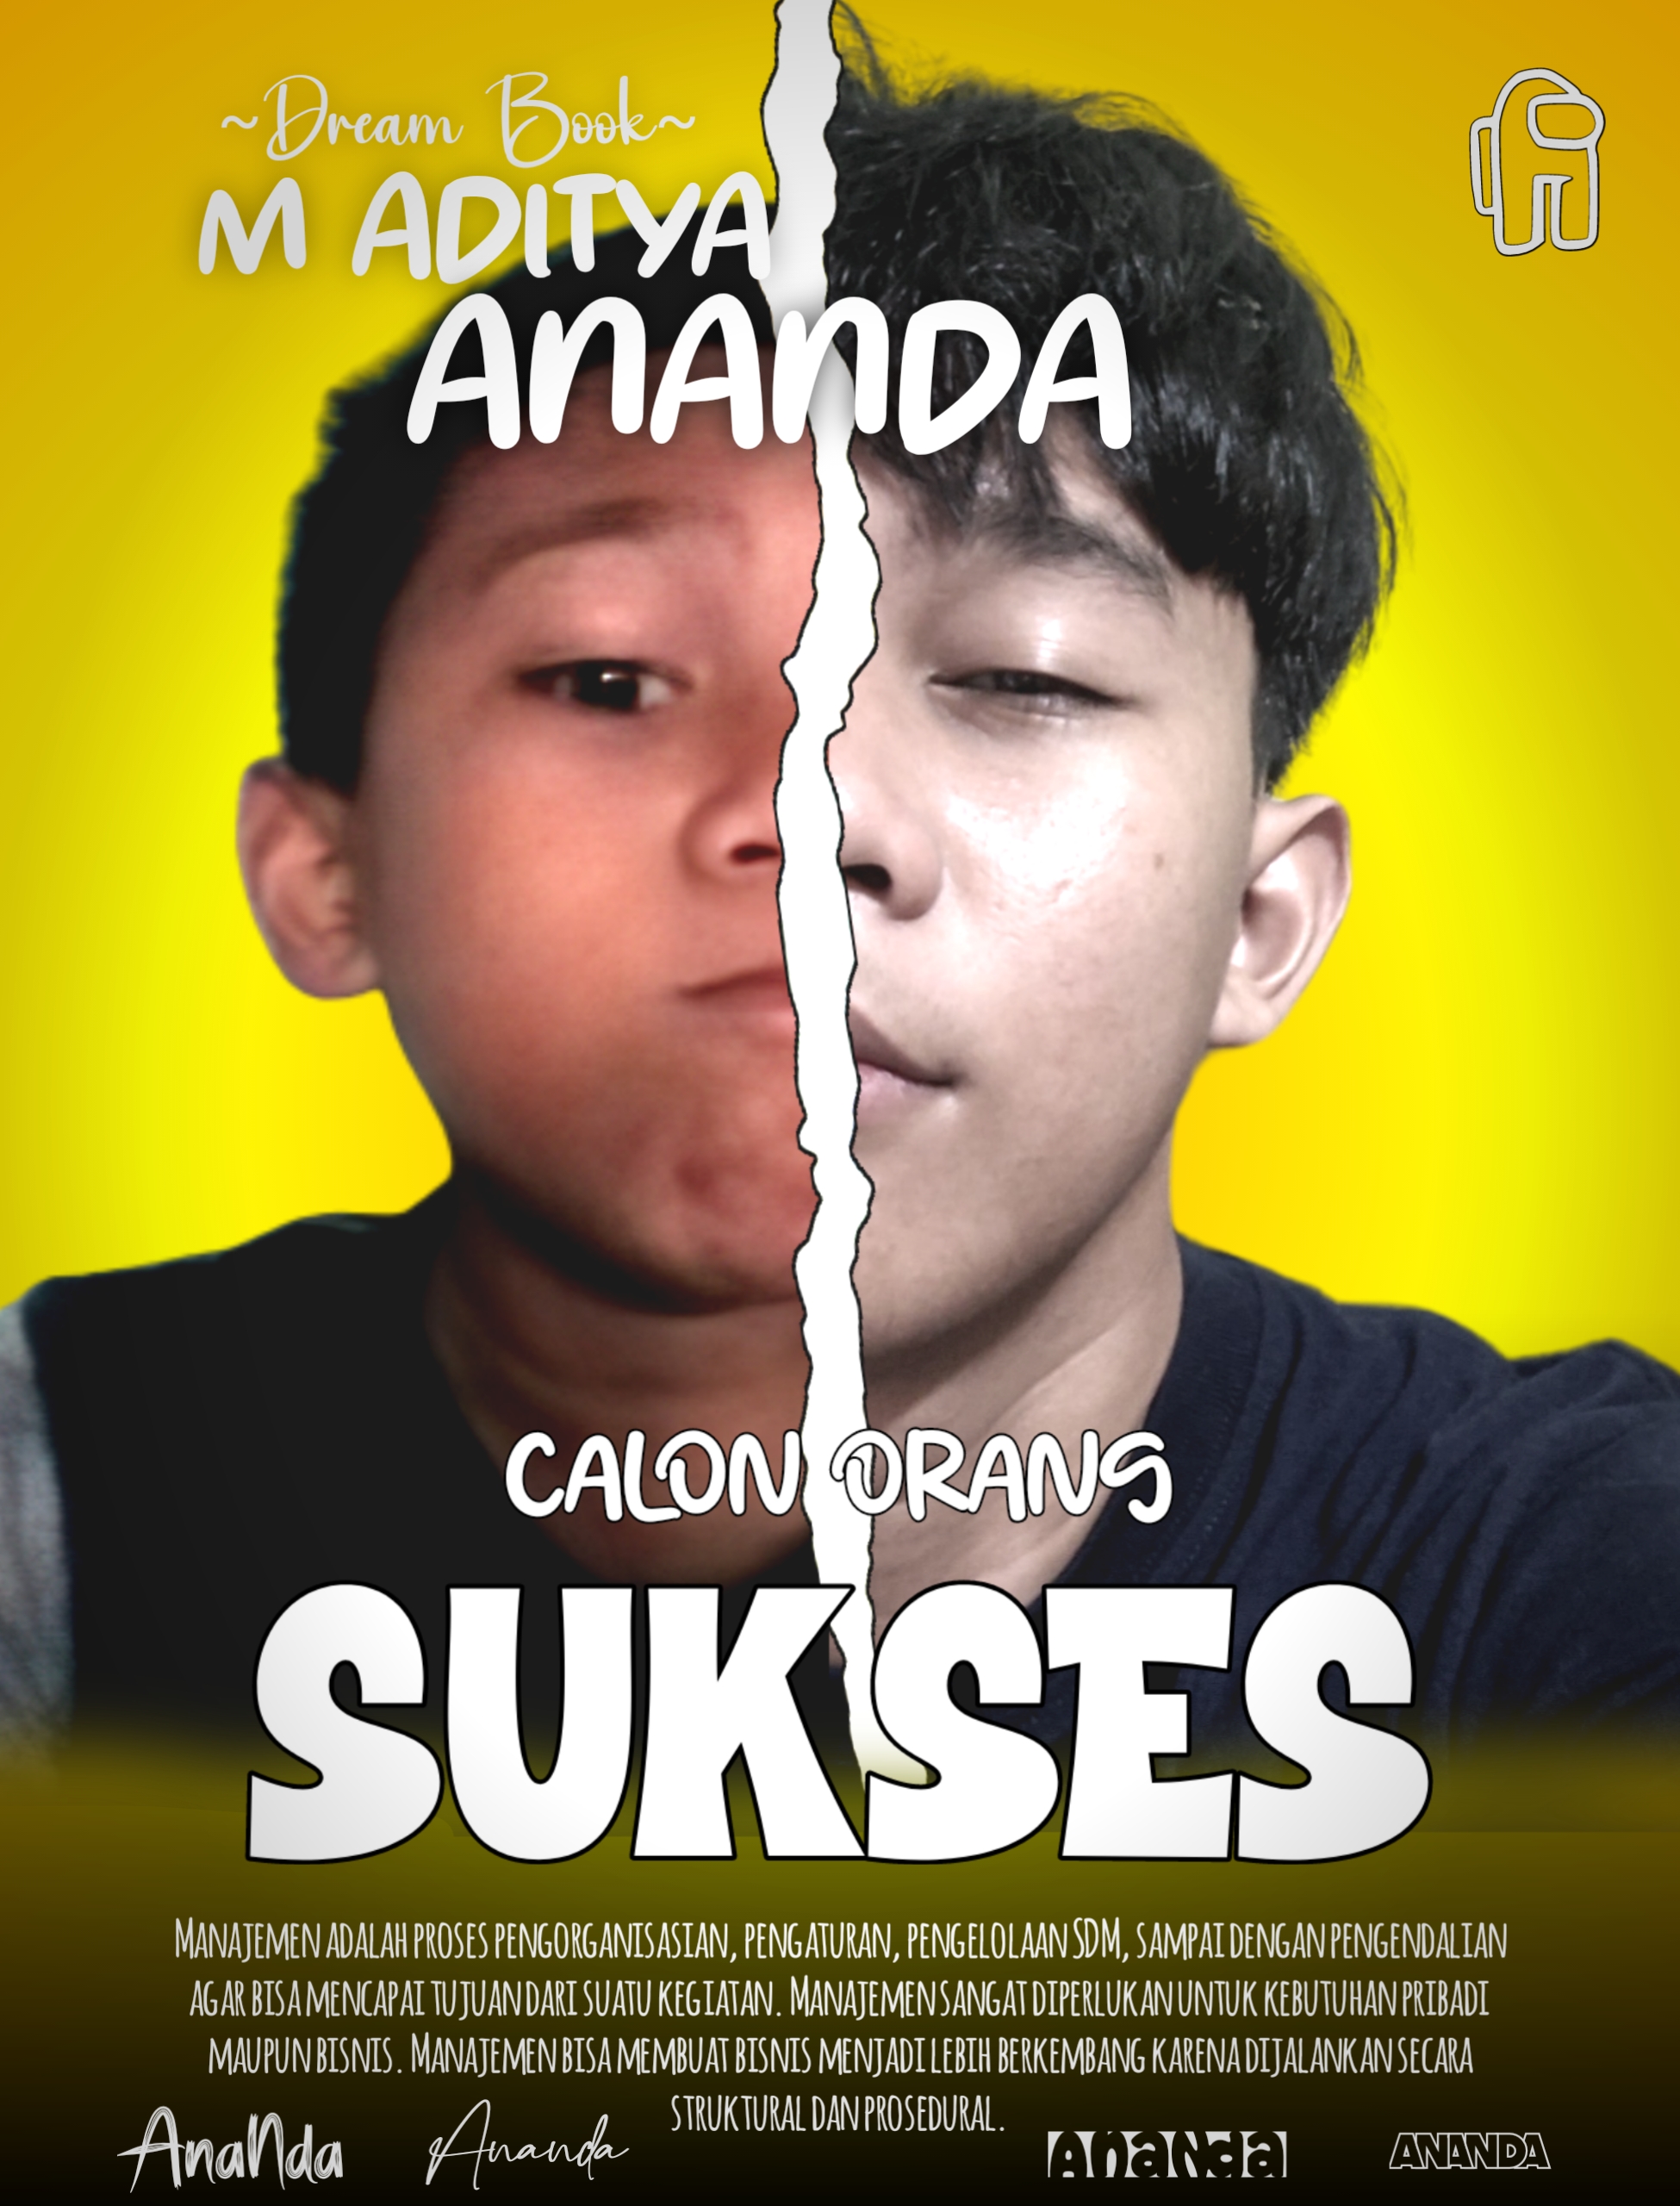 ~Dream Book~
M ADITYA
ANANDA
CALON ORANG
SUKSES
MANAJEMEN ADALAH PROSES PENGORGANISASIAN, PENGATURAN, PENGELOLAAN SDM, SAMPAI DENGAN PENGENDALIAN
AGAR BISA MENCAPAI TUJUAN DARI SUATU KEGIATAN. MANAJEMEN SANGAT DIPERLUKAN UNTUK KEBUTUHAN PRIBADI
MAUPUN BISNIS. MANAJEMEN BISA MEMBUAT BISNIS MENJADI LEBIH BERKEMBANG KARENA DIJALANKAN SECARA
STRUKTURAL DAN PROSEDURAL.
AnaNda Ananda AnaNda ANANDA